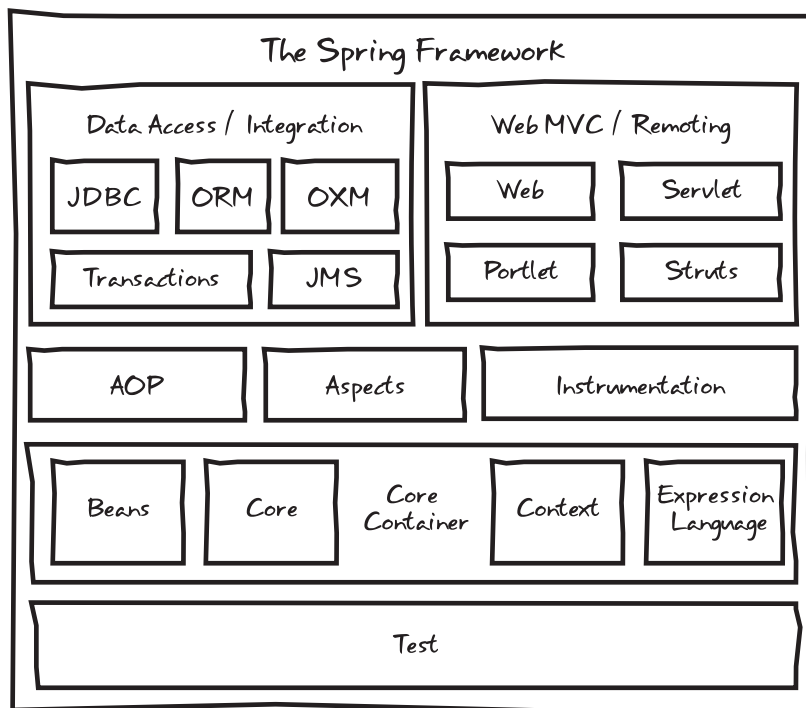 The Spring Framework
Data Access / Integration
JDBC
ORM
OXM
Transactions
JMS
Web MVC / Remoting
Web
Servlet
Portlet
Struts
AOP
Aspects
Instrumentation
Beans
Core
Core
Container
Context
Expression
Language
Test